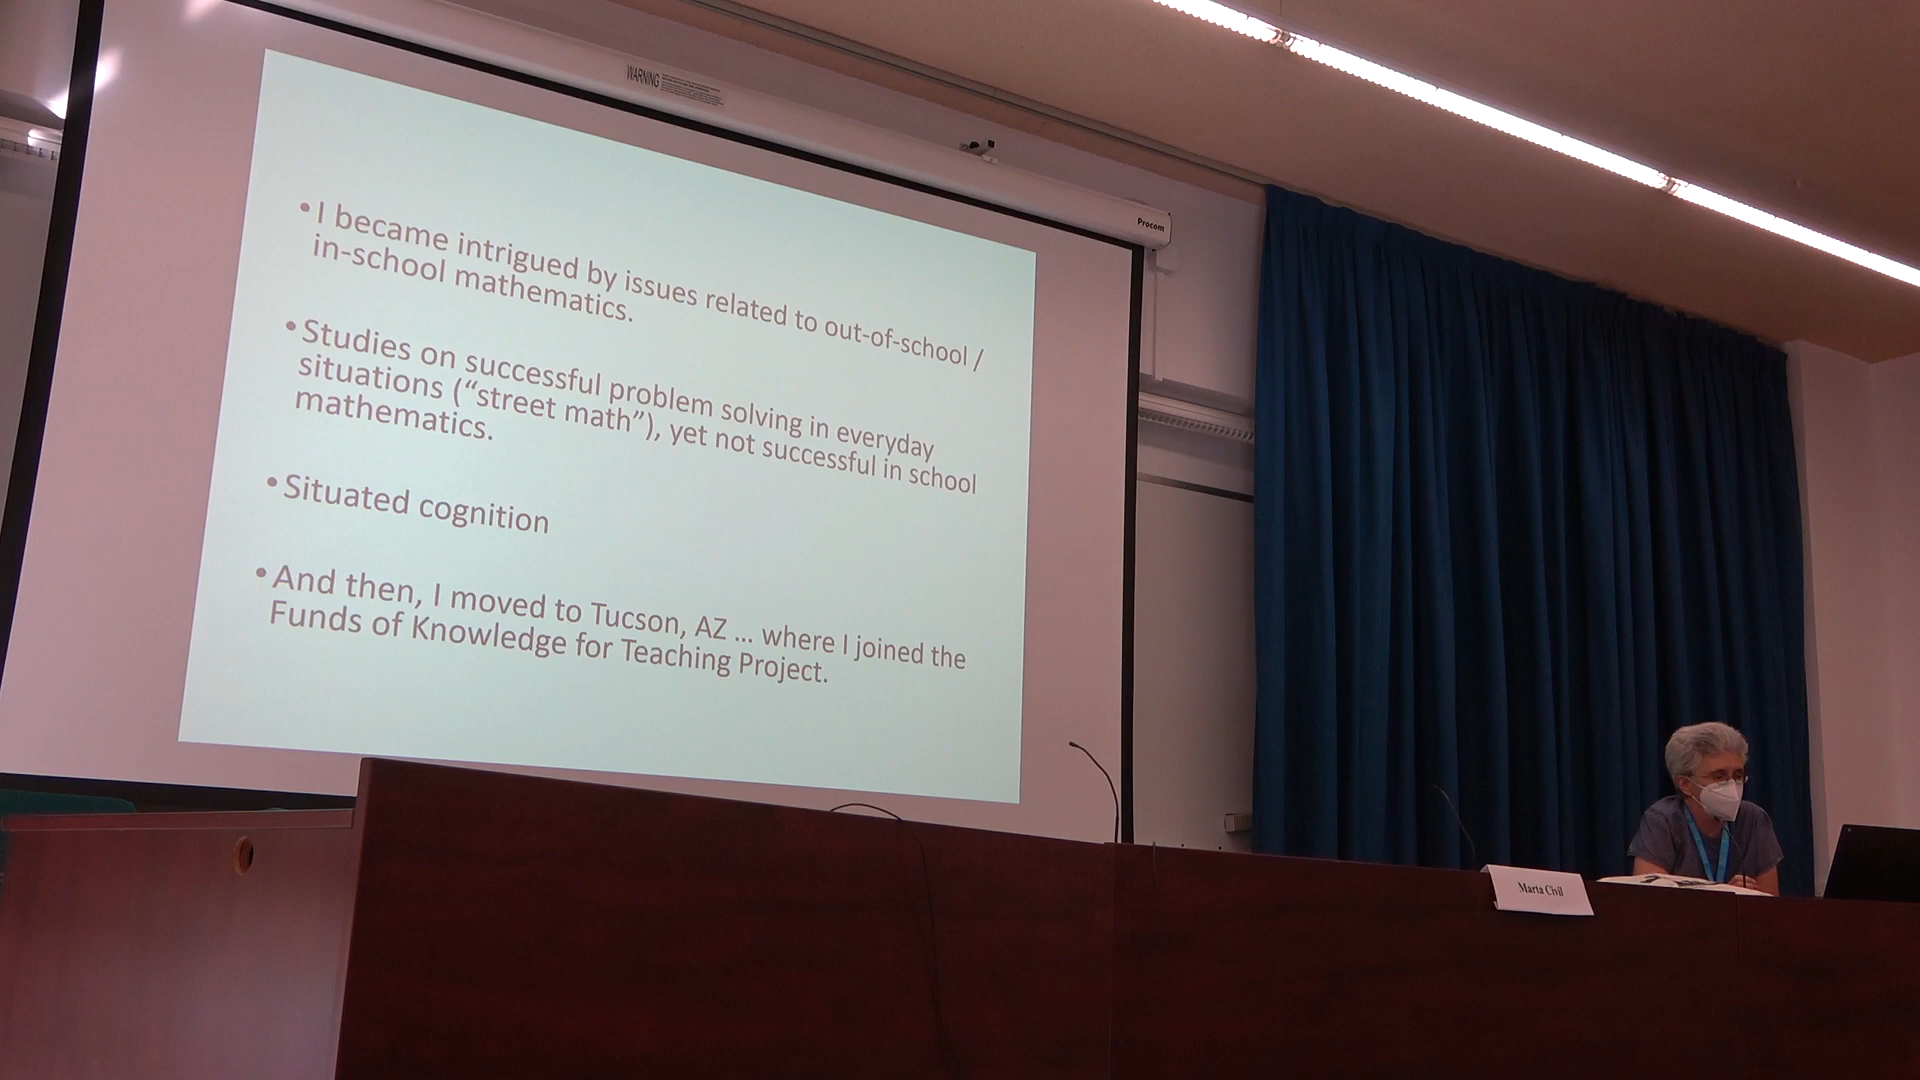 WARNING
Procom
•I became intrigued by issues related to out-of-school /
in-school mathematics.
•Studies on successful problem solving in everyday
situations (“street math”), yet not successful in school
mathematics.
•Situated cognition
•And then, I moved to Tucson, AZ ... where I joined the
Funds of Knowledge for Teaching Project.
Marta Civil